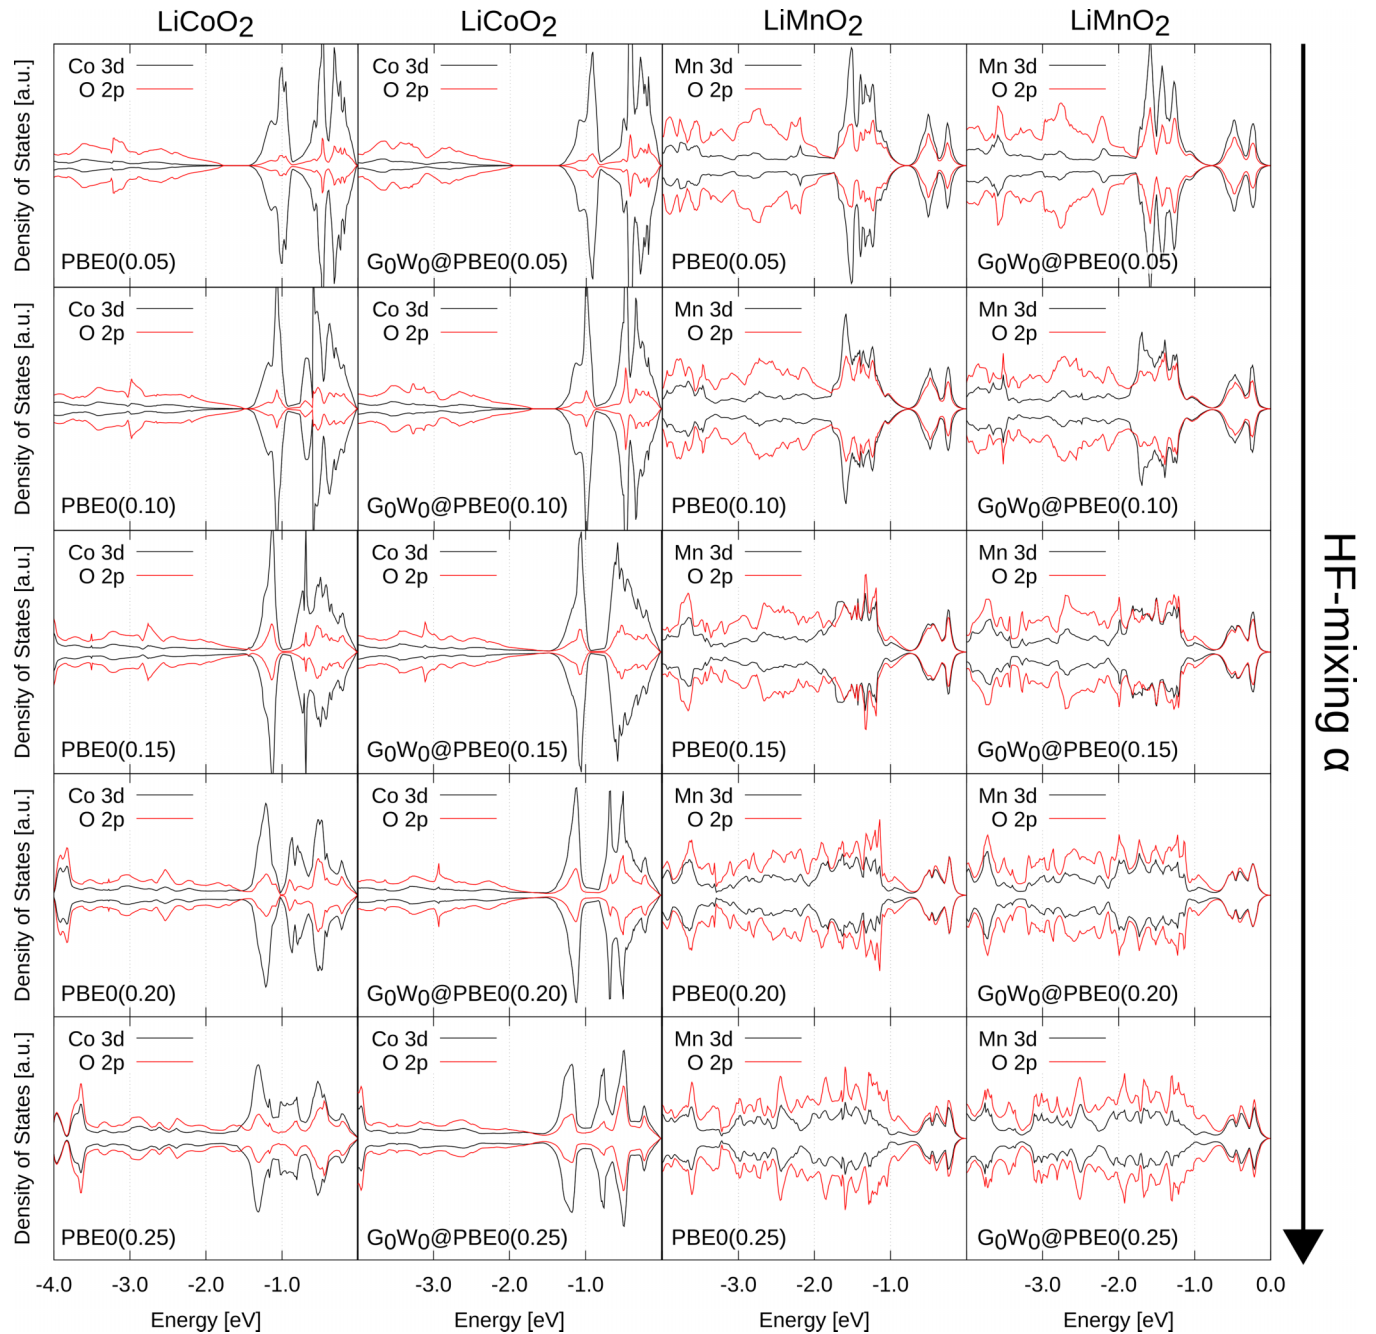 LiCoO2 LiCoO2 LiMnO2 LiMnO2
Density of States [a.u.]
Co 3d
O 2p
PBE0(0.05)
Co 3d
O 2p
G0W0@PBE0(0.05)
Mn 3d
O 2p
PBE0(0.05)
Mn 3d
O 2p
G0W0@PBE0(0.05)
Density of States [a.u.]
Co 3d
O 2p
PBE0(0.10)
Co 3d
O 2p
G0W0@PBE0(0.10)
Mn 3d
O 2p
PBE0(0.10)
Mn 3d
O 2p
G0W0@PBE0(0.10)
Density of States [a.u.]
Co 3d
O 2p
PBE0(0.15)
Co 3d
O 2p
G0W0@PBE0(0.15)
Mn 3d
O 2p
PBE0(0.15)
Mn 3d
O 2p
G0W0@PBE0(0.15)
Density of States [a.u.]
Co 3d
O 2p
PBE0(0.20)
Co 3d
O 2p
G0W0@PBE0(0.20)
Mn 3d
O 2p
PBE0(0.20)
Mn 3d
O 2p
G0W0@PBE0(0.20)
Density of States [a.u.]
Co 3d
O 2p
PBE0(0.25)
Co 3d
O 2p
G0W0@PBE0(0.25)
Mn 3d
O 2p
PBE0(0.25)
Mn 3d
O 2p
G0W0@PBE0(0.25)
-4.0 -3.0 -2.0 -1.0 -3.0 -2.0 -1.0 -3.0 -2.0 -1.0 -3.0 -2.0 -1.0 0.0
Energy [eV] Energy [eV] Energy [eV] Energy [eV]
HF-mixing α